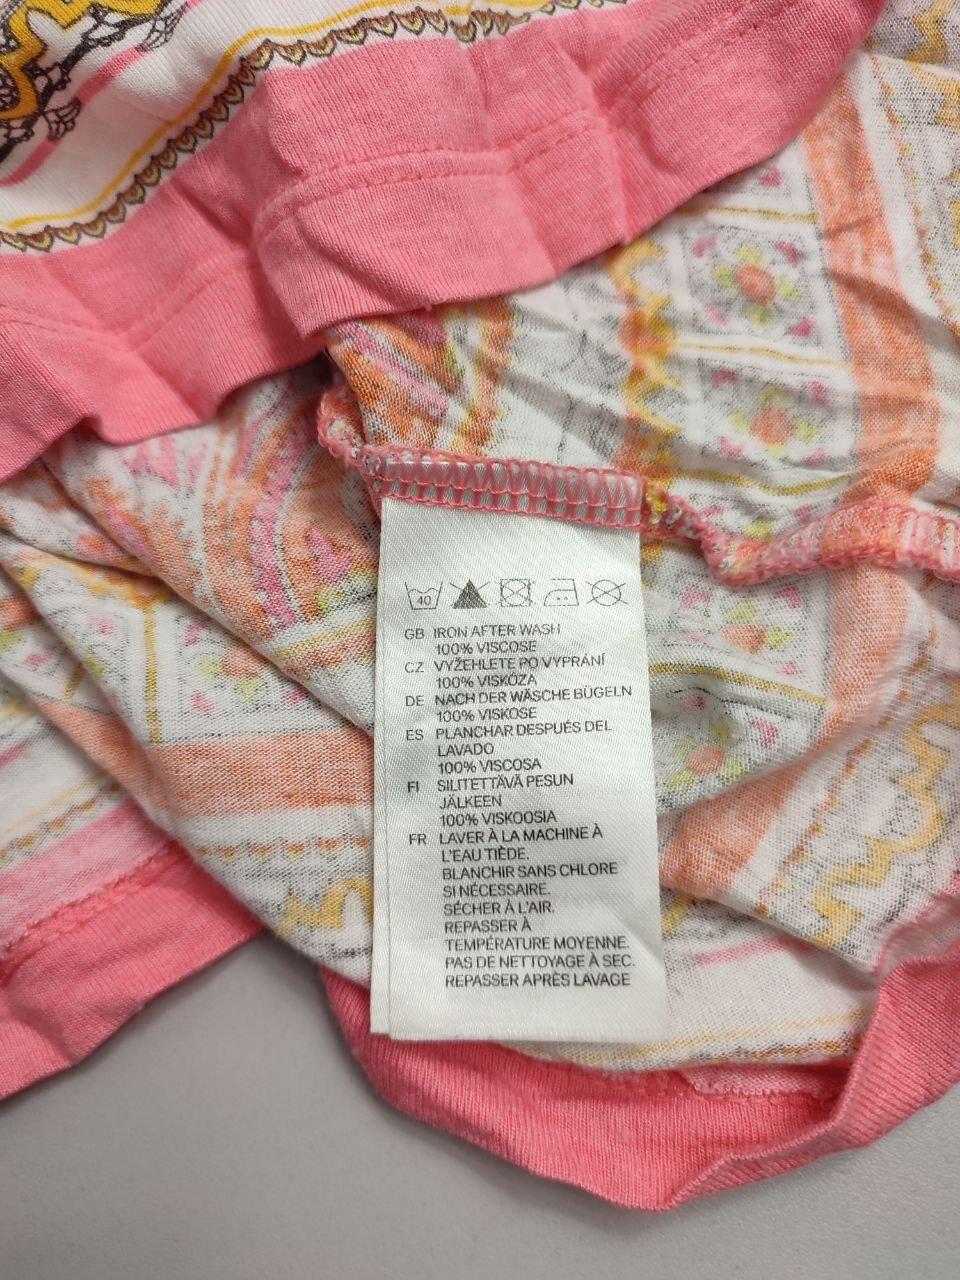 40
GB IRON AFTER WASH
100% VISCOSE
CZ VYŽEHLETE PO VYPRÁNÍ
100% VISKÓZA
DE NACH DER WÄSCHE BÜGELN
100% VISKOSE
ES PLANCHAR DESPUÉS DEL
LAVADO
100% VISCOSA
FI SILITETTÄVÄ PESUN
JÄLKEEN
100% VISKOOSIA
FR LAVER À LA MACHINE À
L'EAU TIÈDE.
BLANCHIR SANS CHLORE
SI NÉCESSAIRE.
SÉCHER À L'AIR.
REPASSER À
TEMPÉRATURE MOYENNE.
PAS DE NETTOYAGE À SEC.
REPASSER APRÈS LAVAGE